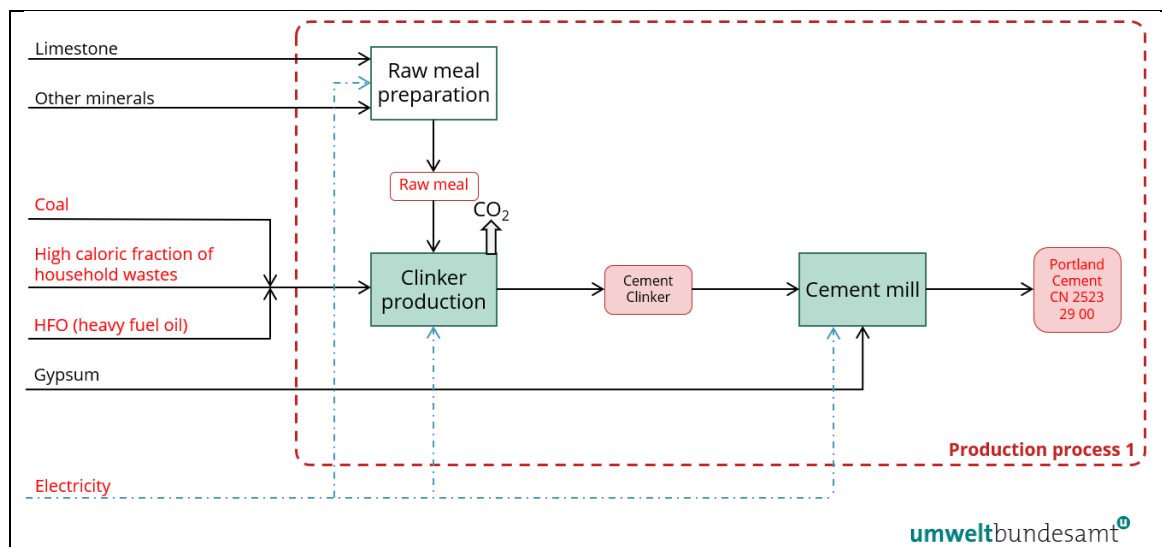 Limestone
Raw meal
preparation
Other minerals
Raw meal
Coal
CO₂
High caloric fraction of
household wastes
Clinker
production
Cement
Clinker
Cement mill
Portland
Cement
CN 2523
29 00
HFO (heavy fuel oil)
Gypsum
Production process 1
Electricity
umweltbundesamt u